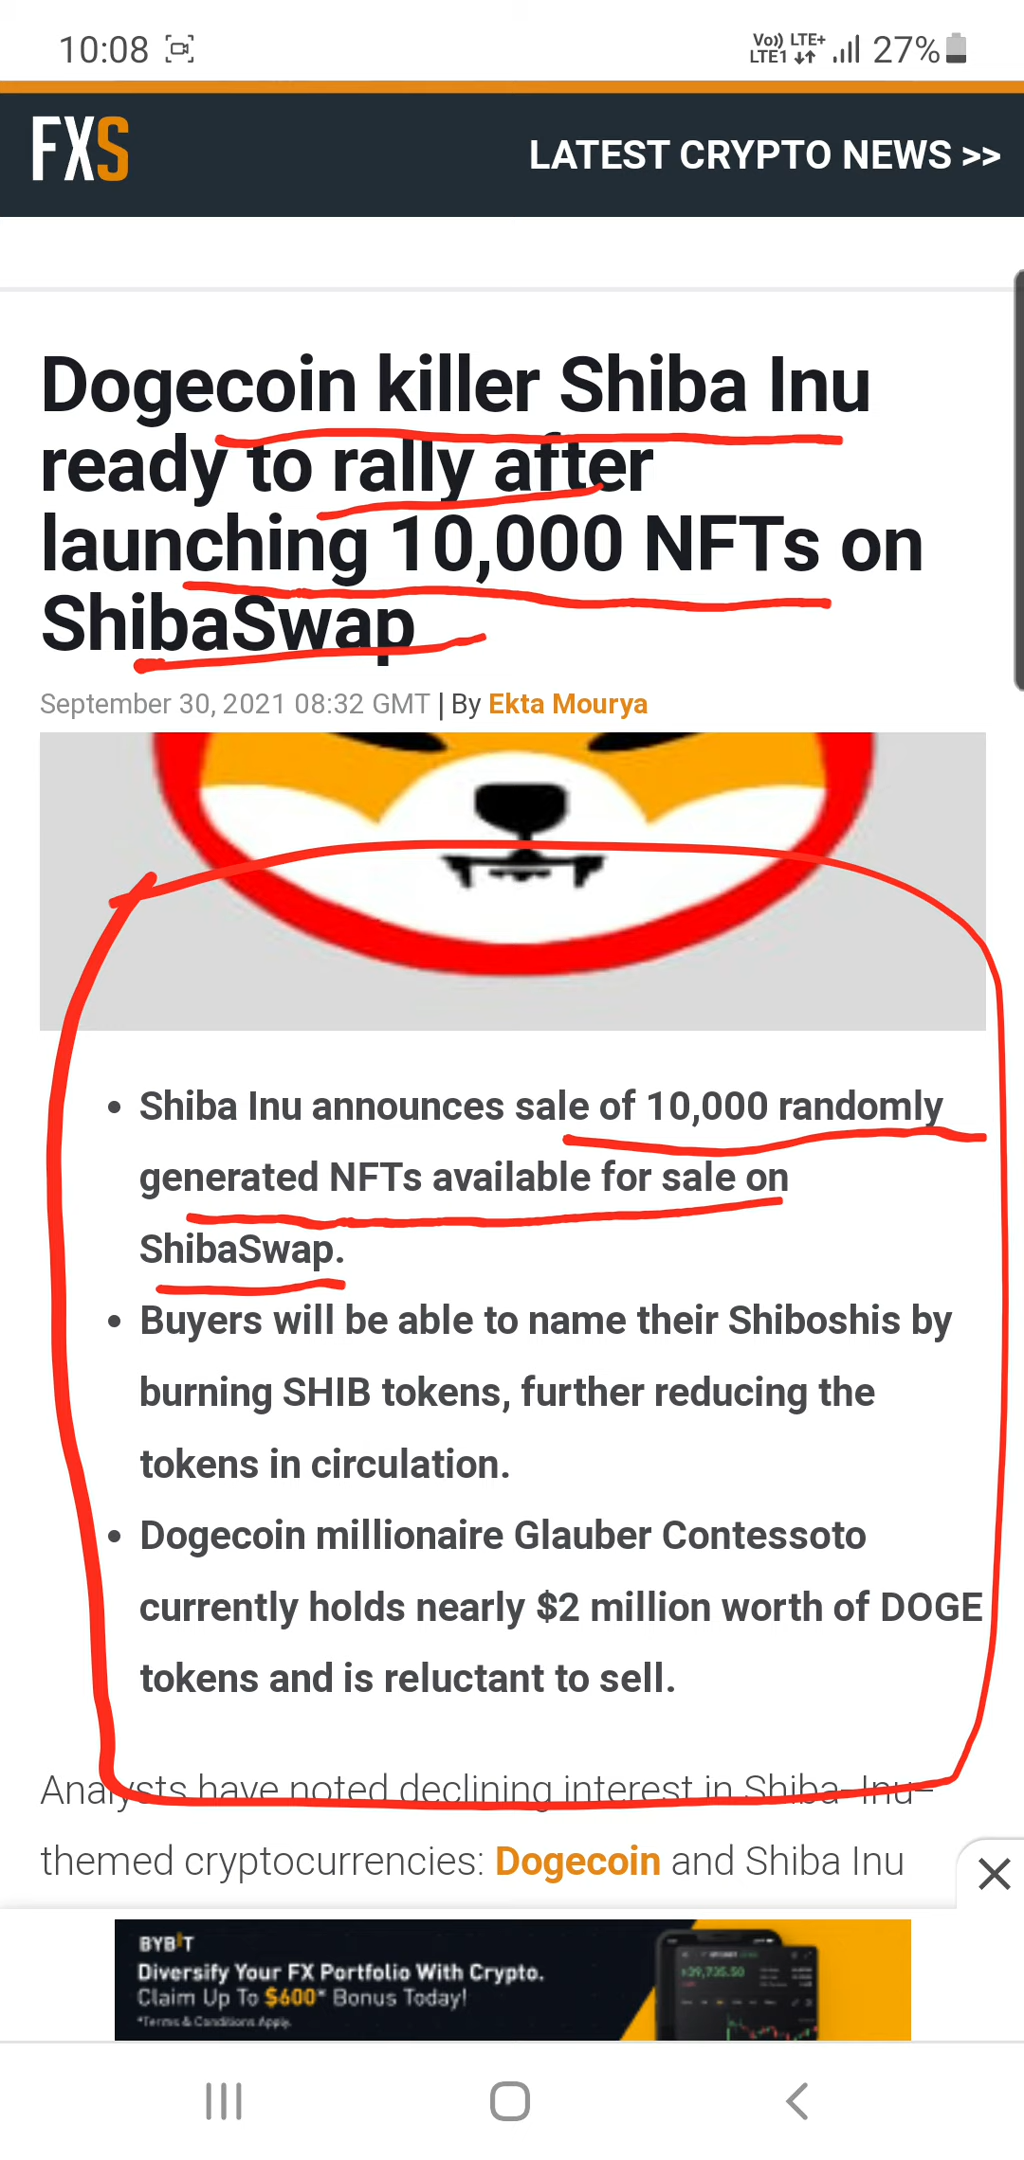 10:08
Vo)) LTE+
LTE1
27%
FXS
LATEST CRYPTO NEWS >>
Dogecoin killer Shiba Inu
ready to rally after
launching 10,000 NFTs on
ShibaSwap
September 30, 2021 08:32 GMT | By Ekta Mourya
• Shiba Inu announces sale of 10,000 randomly
generated NFTs available for sale on
ShibaSwap.
• Buyers will be able to name their Shiboshis by
burning SHIB tokens, further reducing the
tokens in circulation.
• Dogecoin millionaire Glauber Contessoto
currently holds nearly $2 million worth of DOGE
tokens and is reluctant to sell.
Analysts have noted declining interest in Shiba-Inu-
themed cryptocurrencies: Dogecoin and Shiba Inu
BYBIT
Diversify Your FX Portfolio With Crypto.
Claim Up To $600* Bonus Today!
*Terms & Conditions Apply.